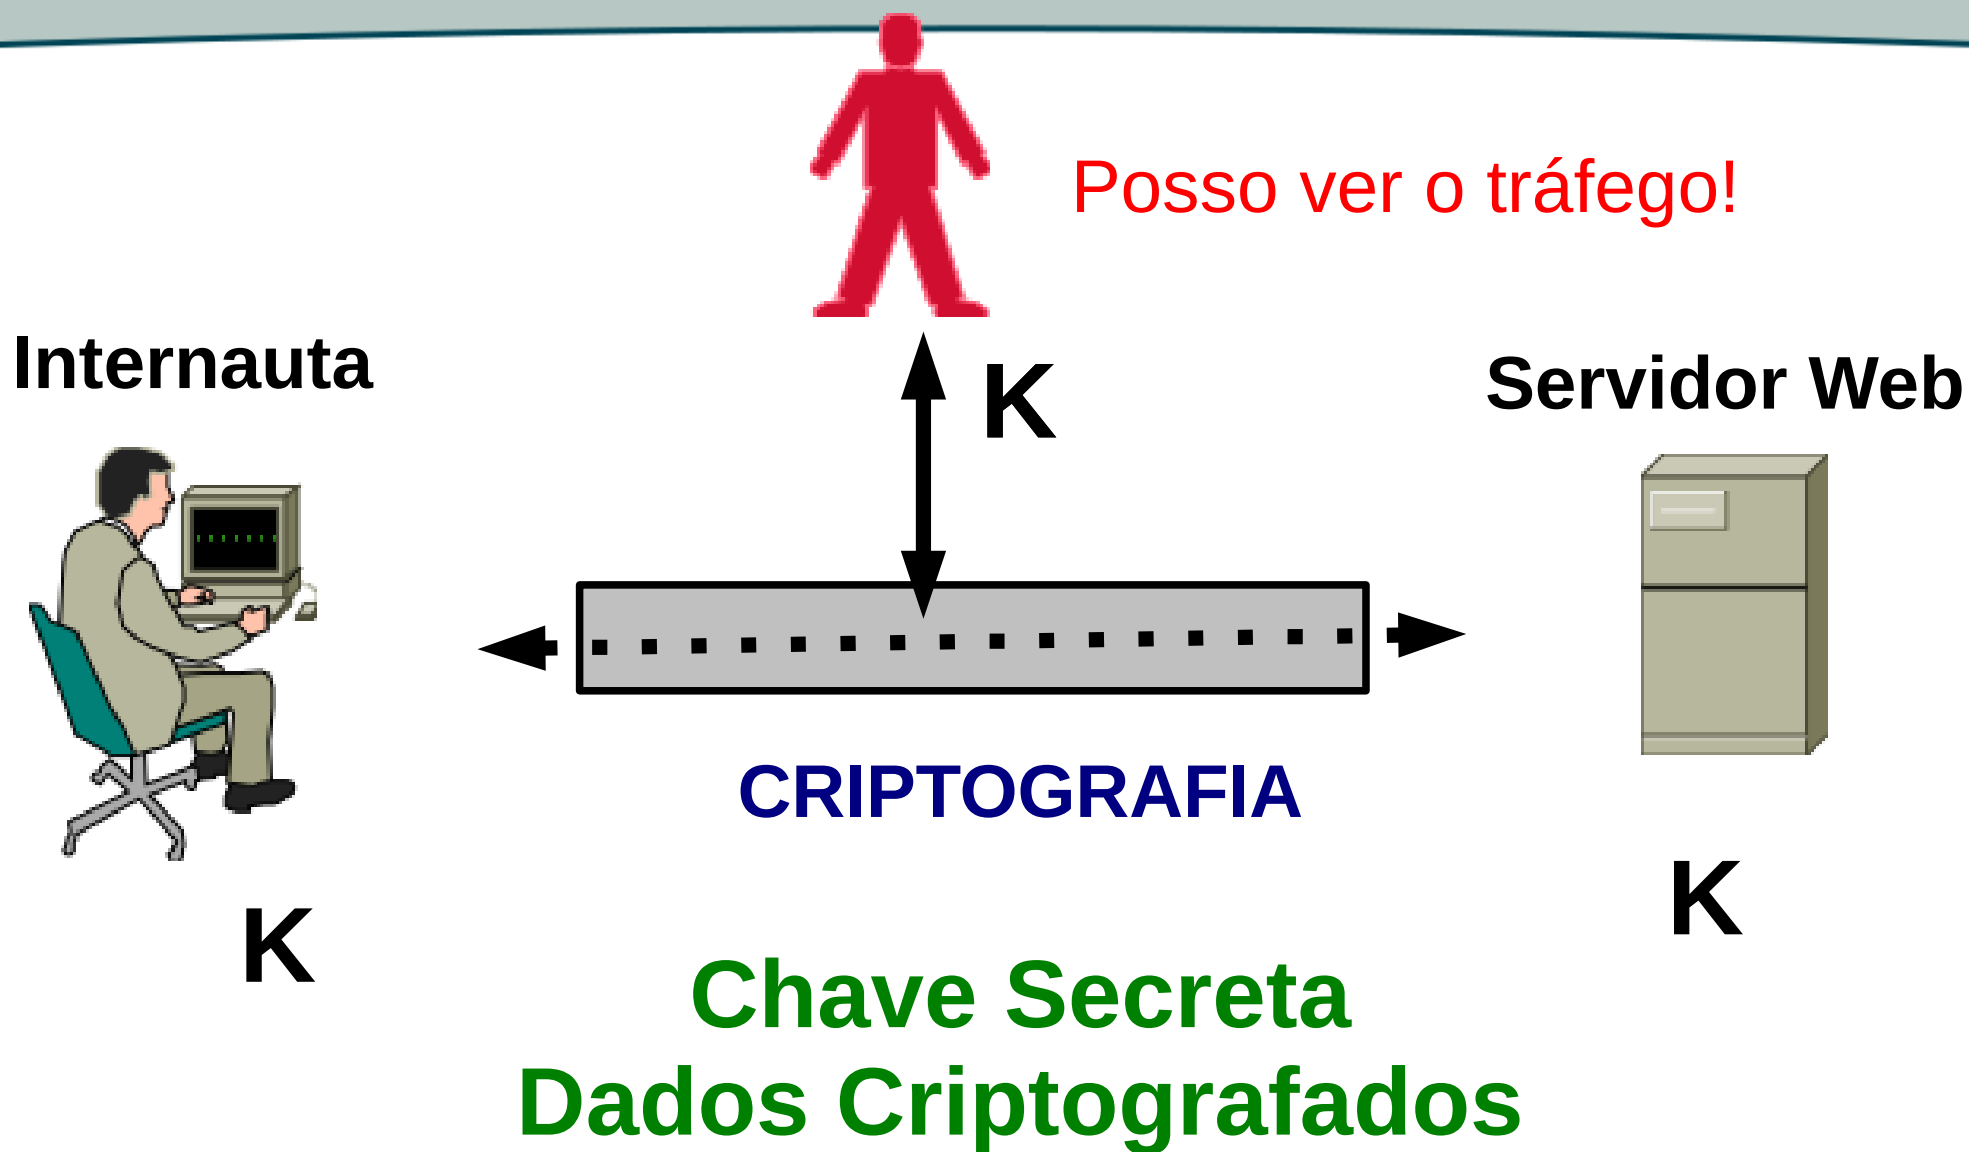 Posso ver o tráfego!
Internauta
K
Servidor Web
CRIPTOGRAFIA
K
K
Chave Secreta
Dados Criptografados